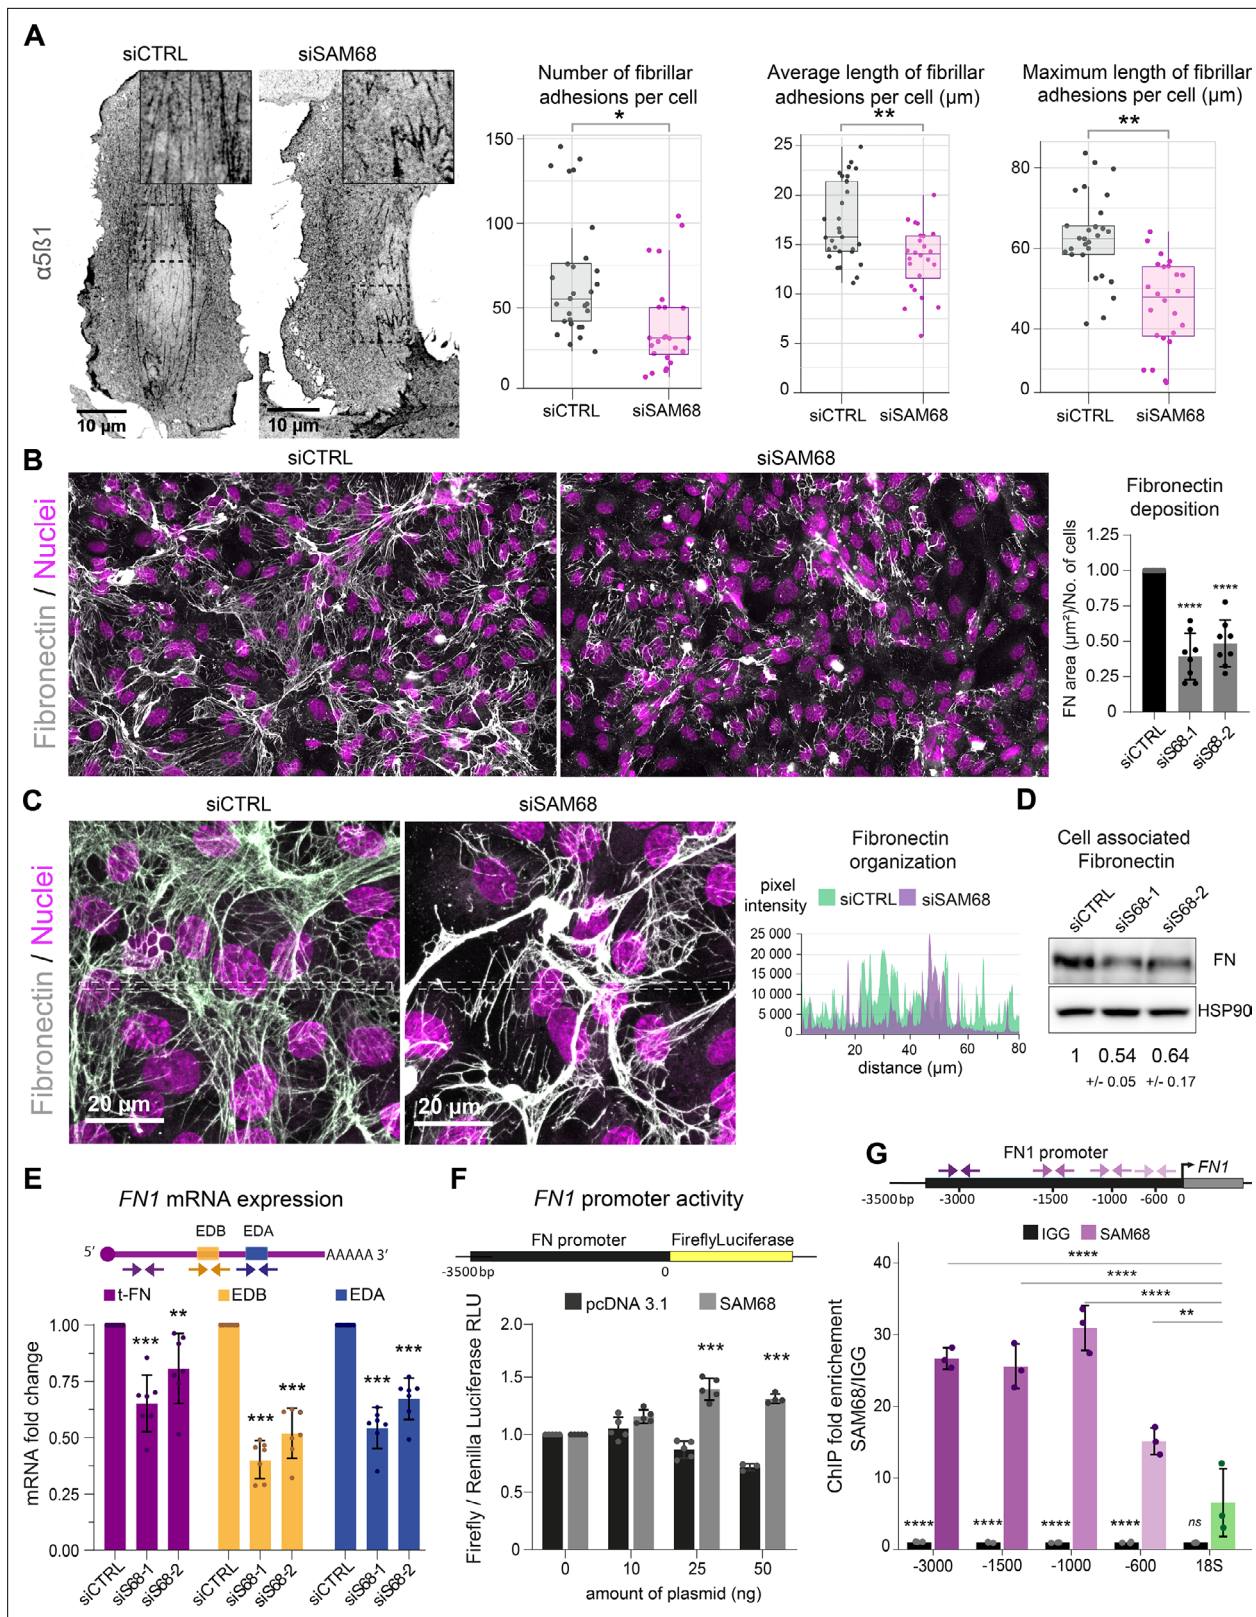 A
siCTRL
siSAM68
α5ß1
10 µm
10 µm
Number of fibrillar
adhesions per cell
*
150
100
50
0
siCTRL
siSAM68
Average length of fibrillar
adhesions per cell (µm)
**
25
20
15
10
5
0
siCTRL
siSAM68
Maximum length of fibrillar
adhesions per cell (µm)
**
60
40
0
siCTRL
siSAM68
B
siCTRL
siSAM68
Fibronectin / Nuclei
Fibronectin
deposition
FN area (µm²)/No. of cells
1.25
1.00
0.75
0.50
0.25
0
****
****
siCTRL
siS68-1
siS68-2
C
siCTRL
siSAM68
Fibronectin / Nuclei
20 µm
20 µm
Fibronectin
organization
pixel
intensity
siCTRL
siSAM68
25 000
20 000
15 000
10 000
5 000
0
20
40
60
80
distance (µm)
D
Cell associated
Fibronectin
siCTRL
siS68-1
siS68-2
FN
HSP90
1 0.54 0.64
+/- 0.05 +/- 0.17
E
FN1 mRNA expression
EDB EDA
5’ AAAAA 3’
t-FN
EDB
EDA
mRNA fold change
1.00
0.75
0.50
0.25
0.00
***
**
***
***
***
***
siCTRL
siS68-1
siS68-2
siCTRL
siS68-1
siS68-2
siCTRL
siS68-1
siS68-2
F
FN1 promoter activity
FN promoter
FireflyLuciferase
-3500bp
0
pcDNA 3.1
SAM68
Firefly / Renilla Luciferase RLU
2.0
1.5
1.0
0.5
0
***
***
0 10 25 50
amount of plasmid (ng)
G
FN1 promoter
FN1
-3500bp -3000 -1500 -1000 -600 0
IGG
SAM68
ChIP fold enrichement
SAM68/IGG
40
30
20
10
0
****
****
****
**
****
****
****
****
ns
-3000
-1500
-1000
-600
18S